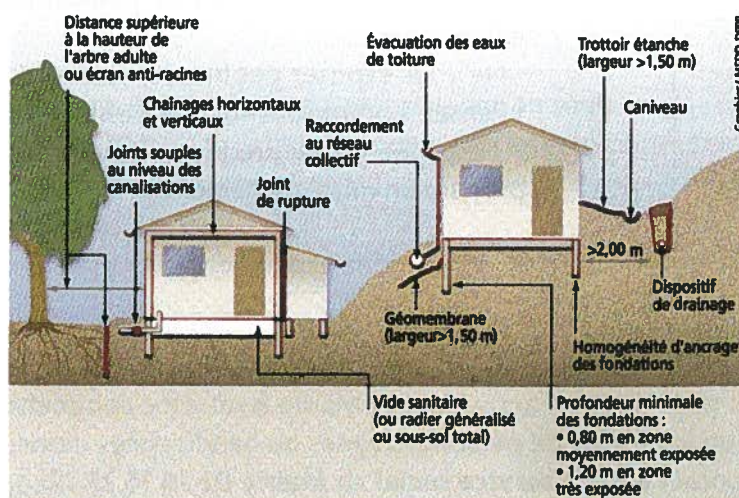 Distance supérieure
à la hauteur de
l'arbre adulte
ou écran anti-racines
Chainages horizontaux
et verticaux
Joints souples
au niveau des
canalisations
Joint
de rupture
Évacuation des eaux
de toiture
Raccordement
au réseau
collectif
Trottoir étanche
(largeur >1,50 m)
Caniveau
>2,00 m
Dispositif
de drainage
Géomembrane
(largeur>1,50 m)
Homogénéité d'ancrage
des fondations
Vide sanitaire
(ou radier généralisé
ou sous-sol total)
Profondeur minimale
des fondations :
• 0,80 m en zone
moyennement exposée
• 1,20 m en zone
très exposée